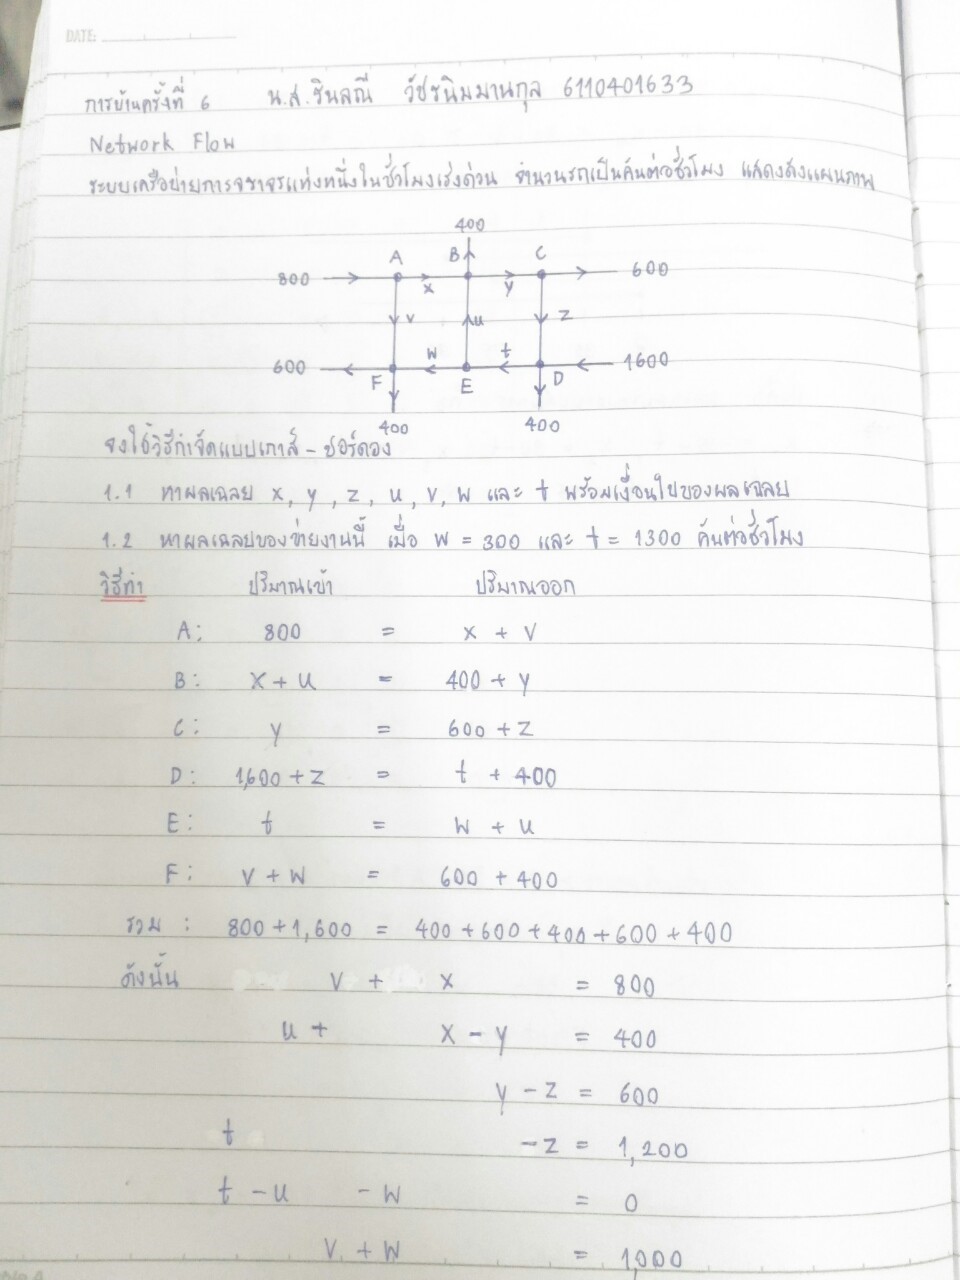 DATE:
การบ้านครั้งที่ 6 น.ส.ชินลณี วัชรนิมมานกุล 6110401633
Network Flow
ระบบเครือข่ายการจราจรแห่งหนึ่งในชั่วโมงเร่งด่วน จำนวนรถเป็นคันต่อชั่วโมง แสดงดังแผนภาพ
400
A B C
800 x y 600
v u z
w t
600 F E D 1600
400 400
จงใช้วิธีกำจัดแบบเกาส์ - ชอร์ดอง
1.1 หาผลเฉลย x, y, z, u, v, w และ t พร้อมเงื่อนไขของผลเฉลย
1.2 หาผลเฉลยของข่ายงานนี้ เมื่อ w = 300 และ t = 1300 คันต่อชั่วโมง
วิธีทำ ปริมาณเข้า ปริมาณออก
A: 800 = x + v
B: x + u = 400 + y
C: y = 600 + z
D: 1,600 + z = t + 400
E: t = w + u
F: v + w = 600 + 400
รวม : 800 + 1,600 = 400 + 600 + 400 + 600 + 400
ดังนั้น v + x = 800
u + x - y = 400
y - z = 600
t - z = 1,200
t - u - w = 0
v + w = 1,000